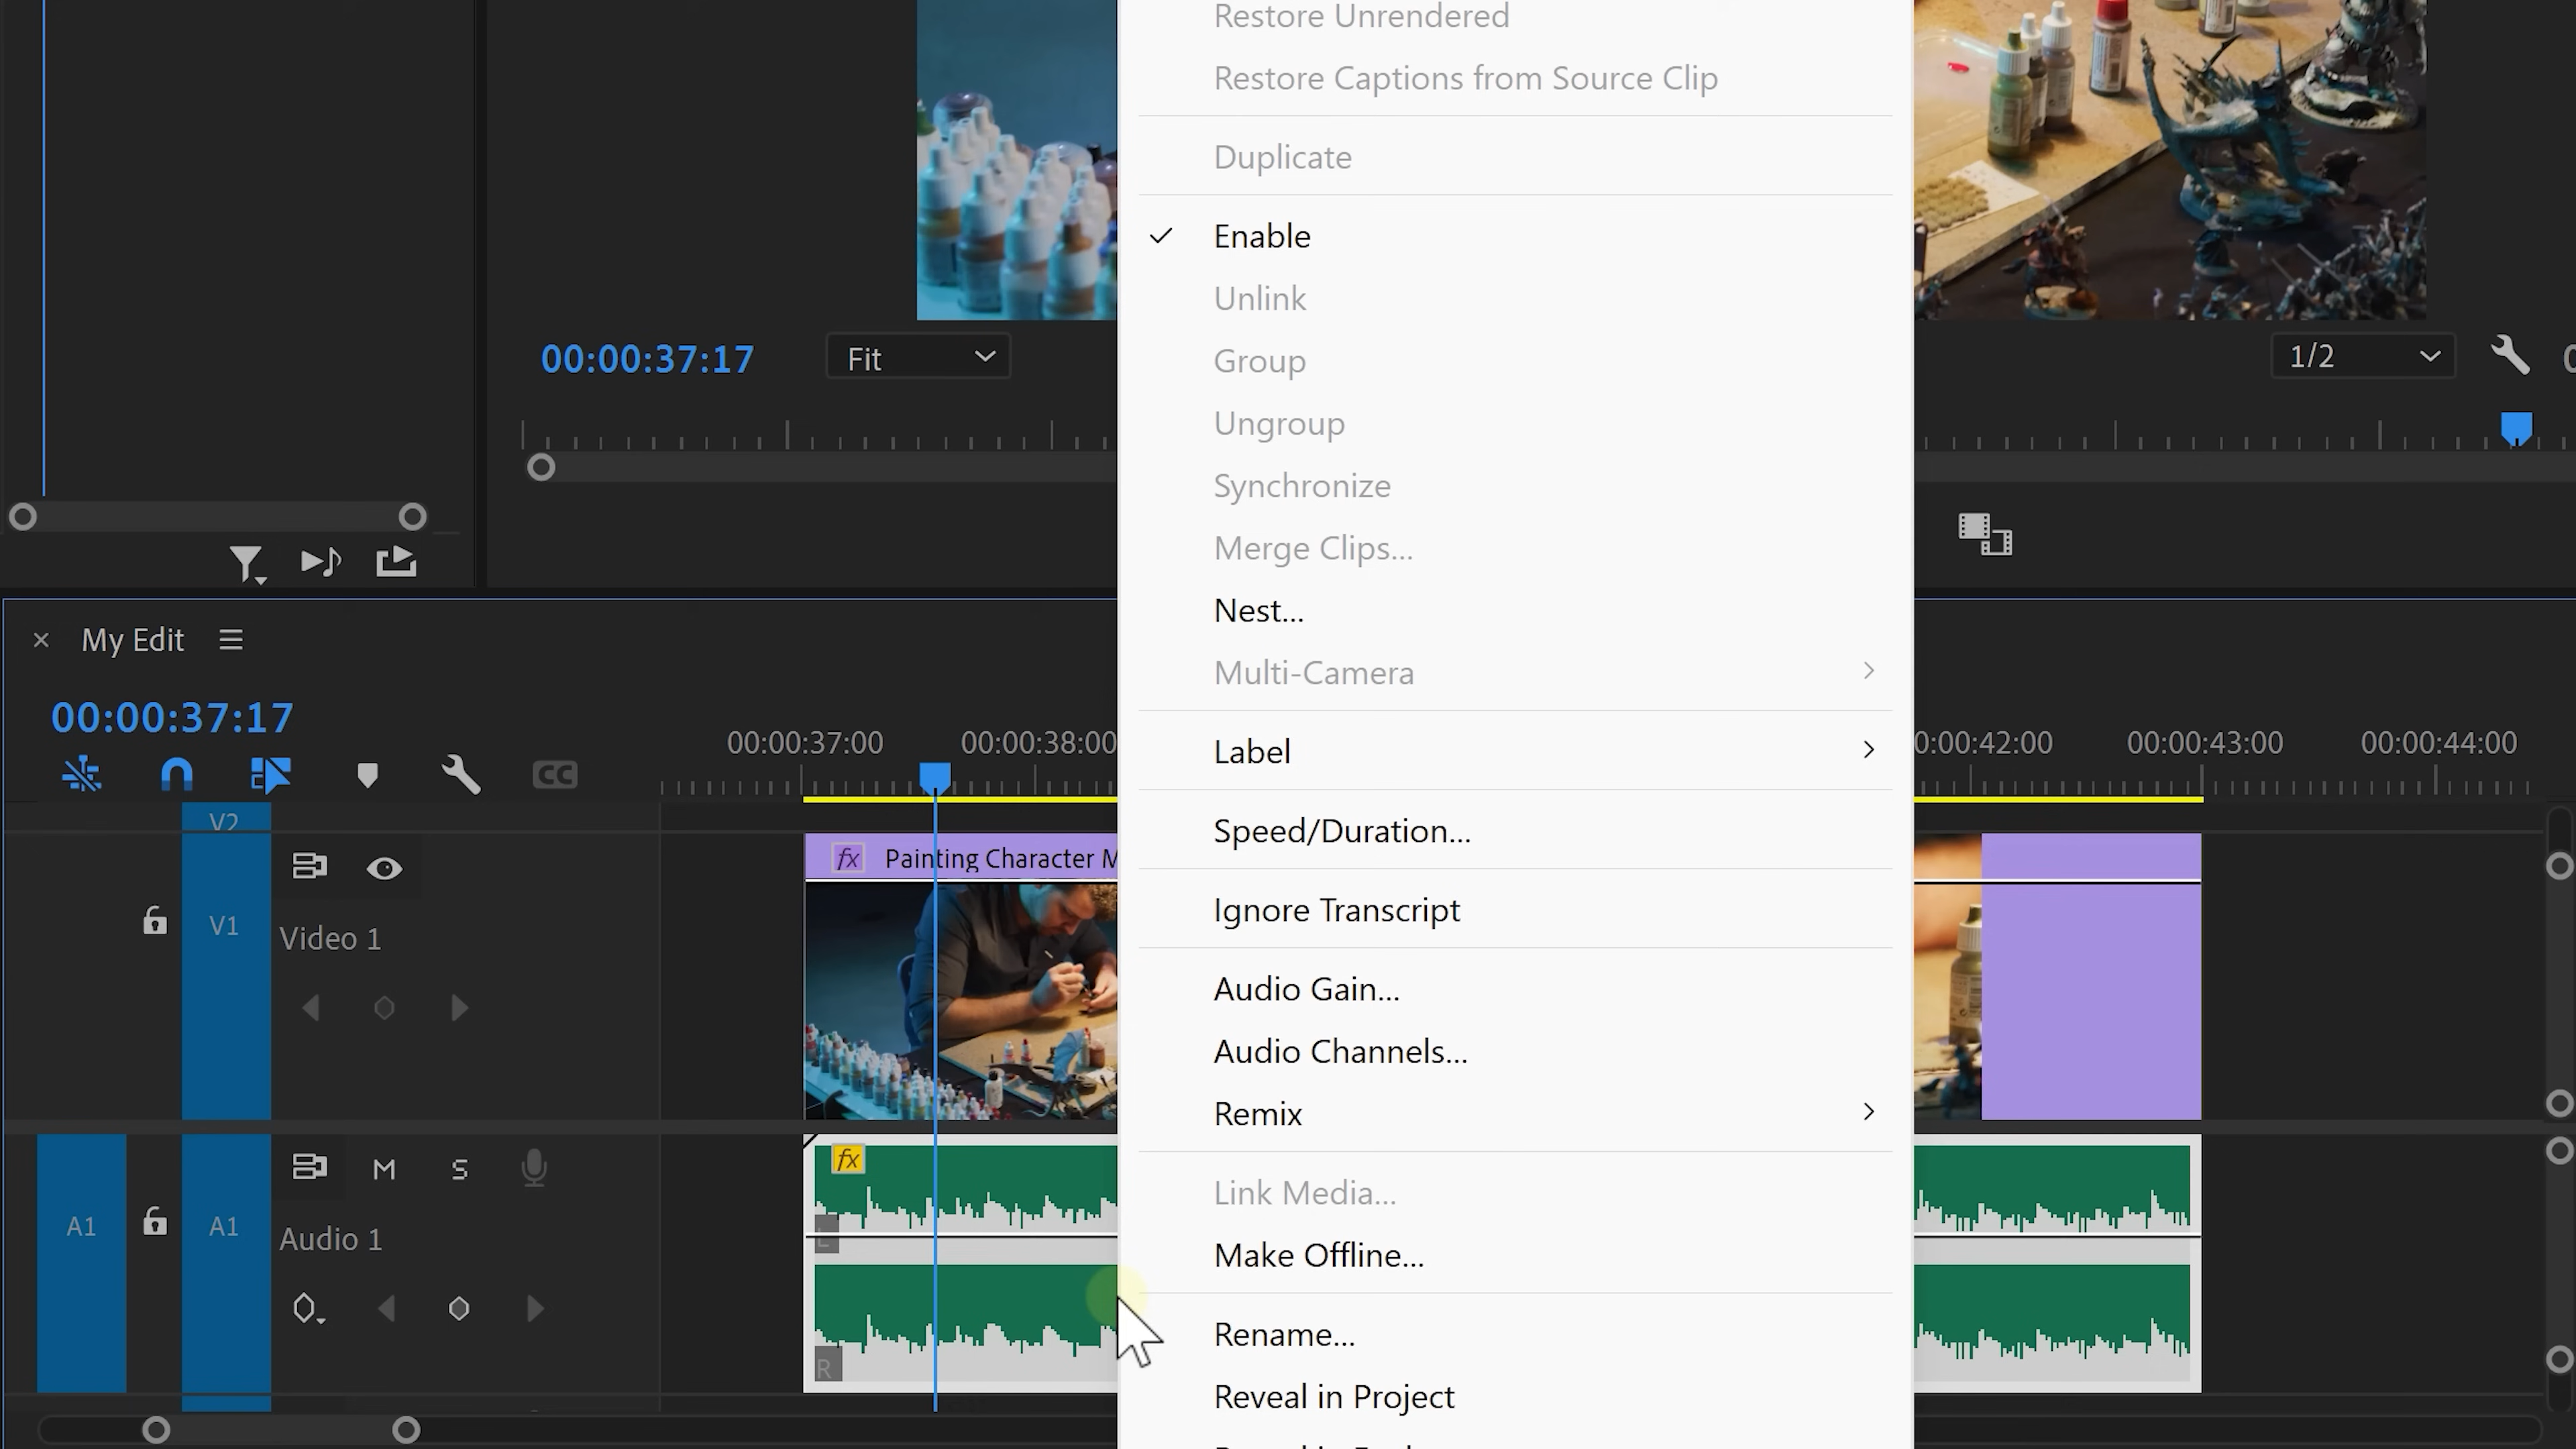 Restore Unrendered
Restore Captions from Source Clip
Duplicate
Enable
Unlink
Group
Ungroup
Synchronize
Merge Clips...
Nest...
Multi-Camera
Label
Speed/Duration...
Ignore Transcript
Audio Gain...
Audio Channels...
Remix
Link Media...
Make Offline...
Rename...
Reveal in Project
00:00:37:17
Fit
1/2
My Edit
00:00:37:17
00:00:37:00
00:00:38:00
0:00:42:00
00:00:43:00
00:00:44:00
CC
V2
fx Painting Character M
V1
Video 1
fx
M
S
A1
A1
Audio 1
L
R